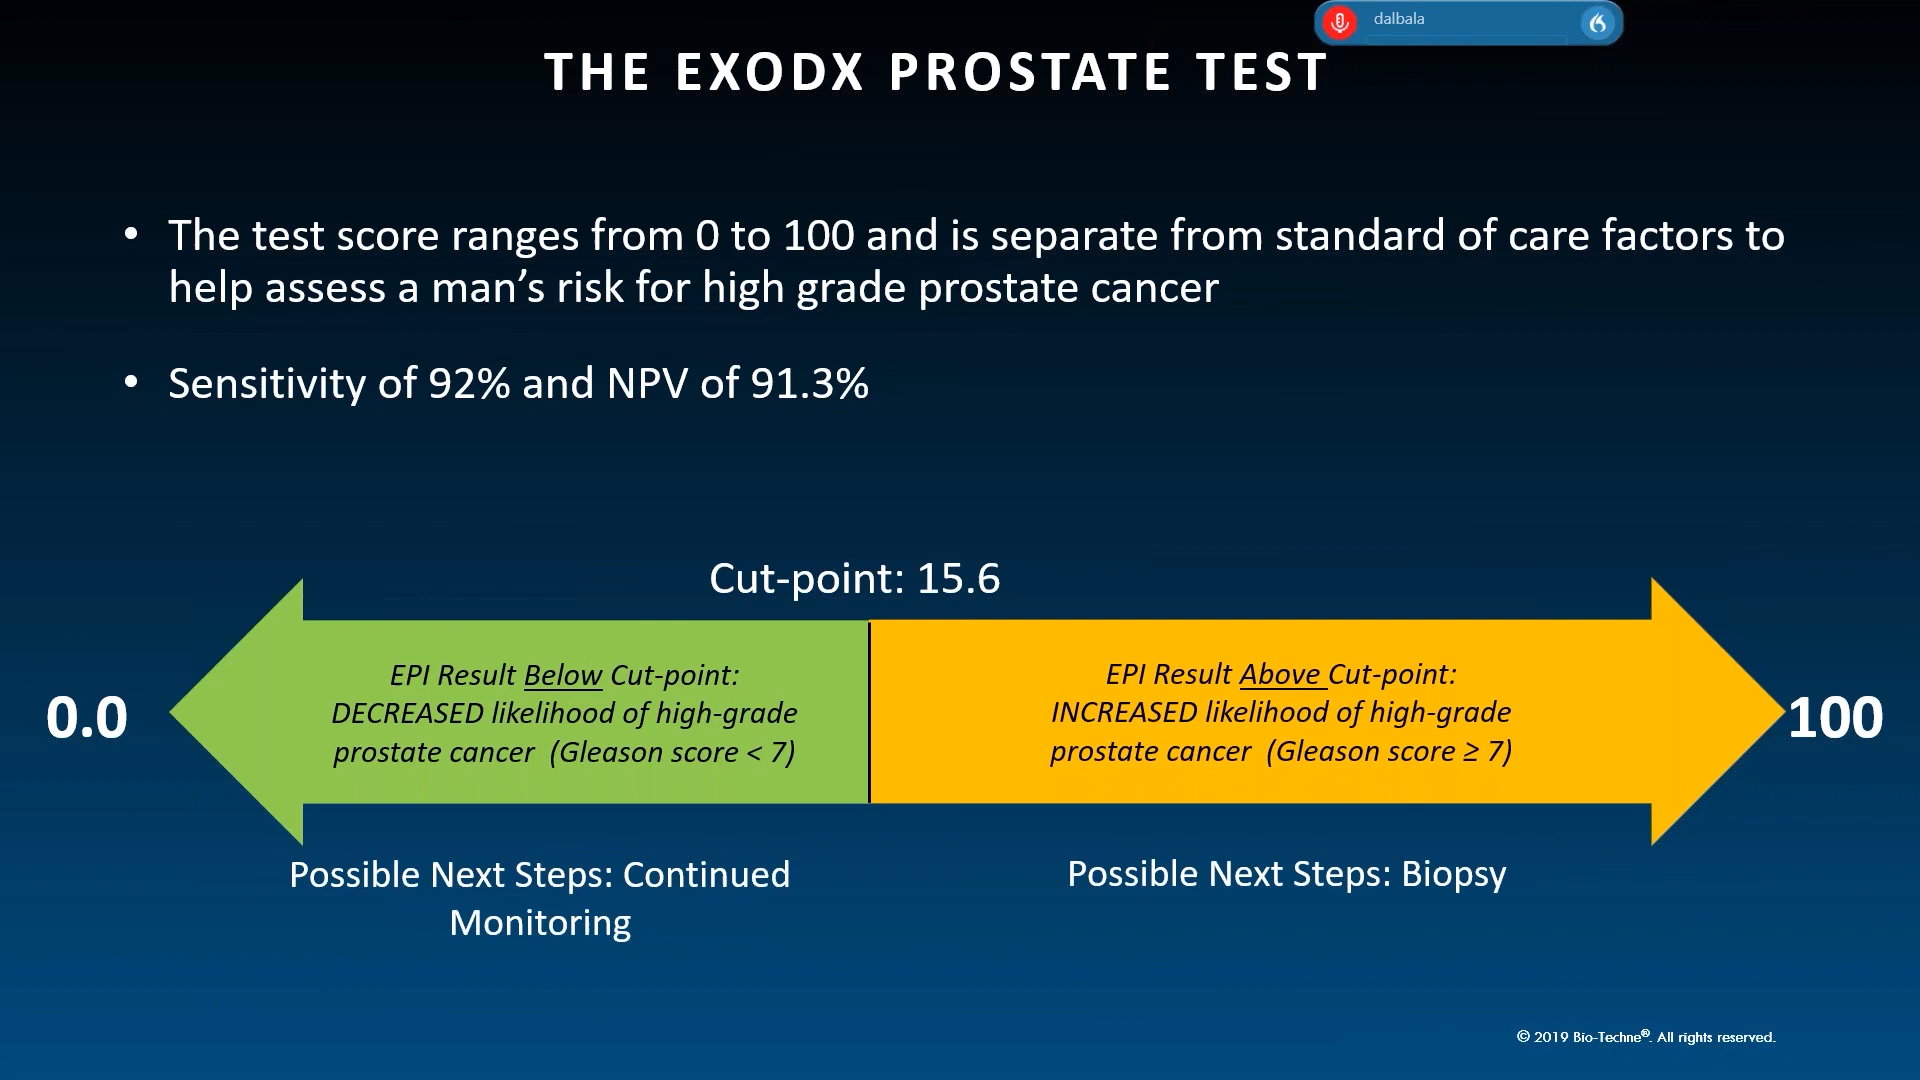 dalbala
THE EXODX PROSTATE TEST
• The test score ranges from 0 to 100 and is separate from standard of care factors to
help assess a man’s risk for high grade prostate cancer
• Sensitivity of 92% and NPV of 91.3%
Cut-point: 15.6
0.0
EPI Result Below Cut-point:
DECREASED likelihood of high-grade
prostate cancer (Gleason score < 7)
EPI Result Above Cut-point:
INCREASED likelihood of high-grade
prostate cancer (Gleason score ≥ 7)
100
Possible Next Steps: Continued
Monitoring
Possible Next Steps: Biopsy
© 2019 Bio-Techne®. All rights reserved.